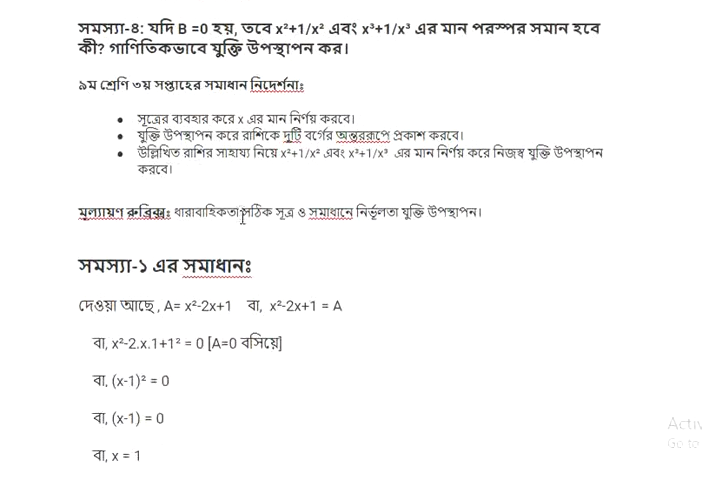 সমস্যা-৪: যদি B =0 হয়, তবে x²+1/x² এবং x³+1/x³ এর মান পরস্পর সমান হবে
কী? গাণিতিকভাবে যুক্তি উপস্থাপন কর।
৯ম শ্রেণি ৩য় সপ্তাহের সমাধান নিদের্শনাঃ
• সূত্রের ব্যবহার করে x এর মান নির্ণয় করবে।
• যুক্তি উপস্থাপন করে রাশিকে দুটি বর্গের অন্তররূপে প্রকাশ করবে।
• উল্লিখিত রাশির সাহায্য নিয়ে x²+1/x² এবং x³+1/x³ এর মান নির্ণয় করে নিজস্ব যুক্তি উপস্থাপন
করবে।
মূল্যায়ণ রুব্রিক্সঃ ধারাবাহিকতা,সঠিক সূত্র ও সমাধানে নির্ভূলতা যুক্তি উপস্থাপন।
সমস্যা-১ এর সমাধানঃ
দেওয়া আছে , A= x²-2x+1 বা, x²-2x+1 = A
বা, x²-2.x.1+1² = 0 [A=0 বসিয়ে]
বা, (x-1)² = 0
বা, (x-1) = 0
বা, x = 1
Activ
Go to